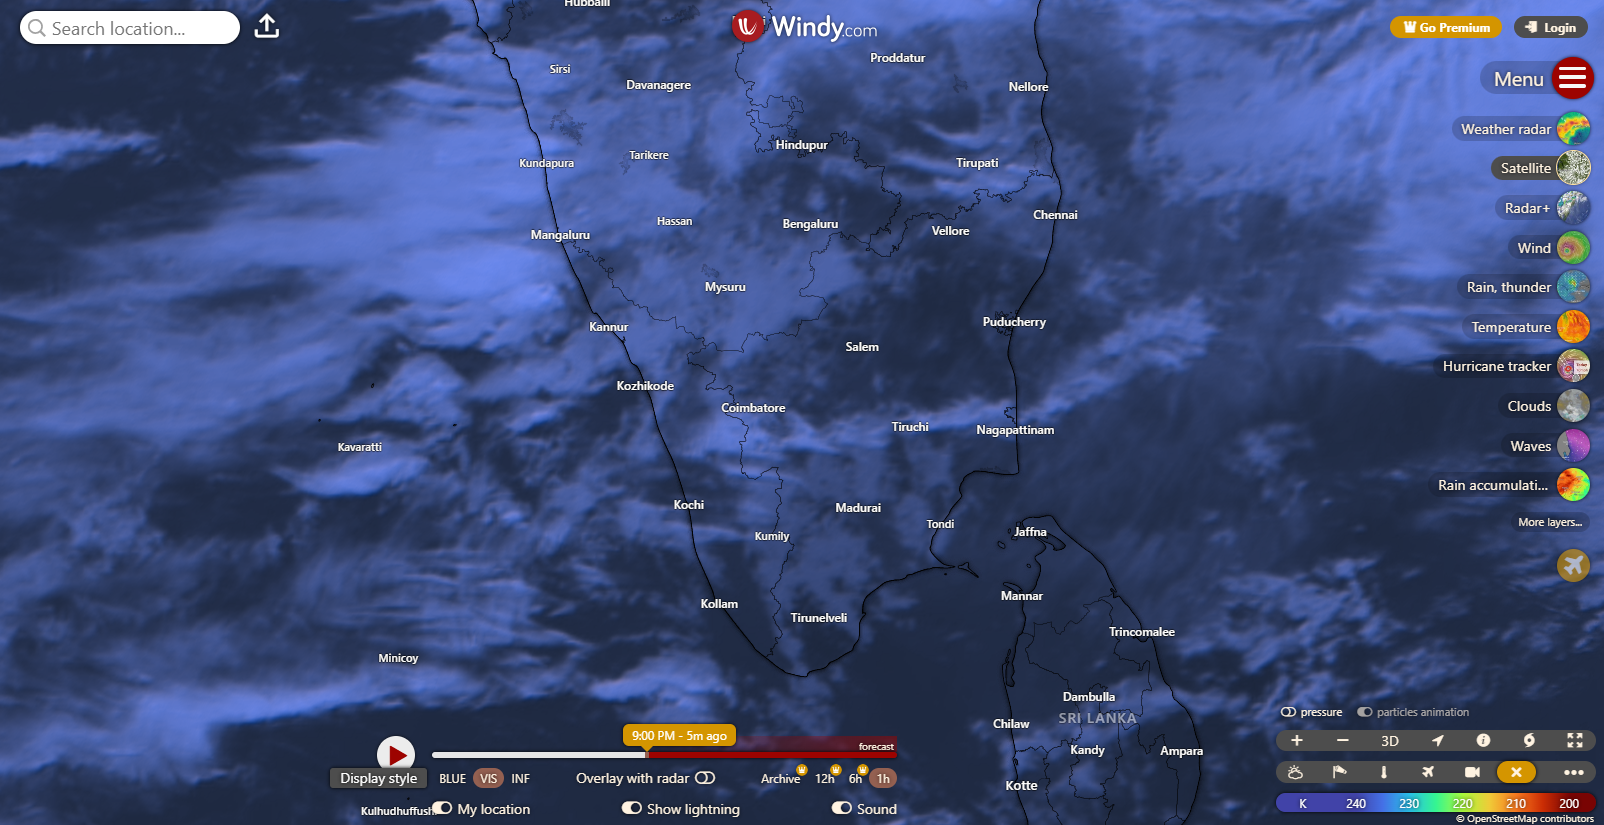 Hubballi
Search location...
Windy.com
Go Premium
Login
Proddatur
Sirsi
Davanagere
Nellore
Menu
Weather radar
Hindupur
Tarikere
Kundapura
Tirupati
Satellite
Radar+
Chennai
Hassan
Bengaluru
Vellore
Mangaluru
Wind
Mysuru
Rain, thunder
Kannur
Puducherry
Temperature
Salem
Hurricane tracker
Kozhikode
Coimbatore
Clouds
Tiruchi
Nagapattinam
Kavaratti
Waves
Rain accumulati...
Kochi
Madurai
Tondi
More layers...
Jaffna
Kumily
Mannar
Kollam
Tirunelveli
Trincomalee
Minicoy
Dambulla
SRI LANKA
pressure
particles animation
Chilaw
9:00 PM - 5m ago
forecast
Kandy
Ampara
3D
Display style
BLUE VIS INF
Overlay with radar
Archive 12h 6h 1h
Kotte
Kulhudhuffush
My location
Show lightning
Sound
K 240 230 220 210 200
© OpenStreetMap contributors